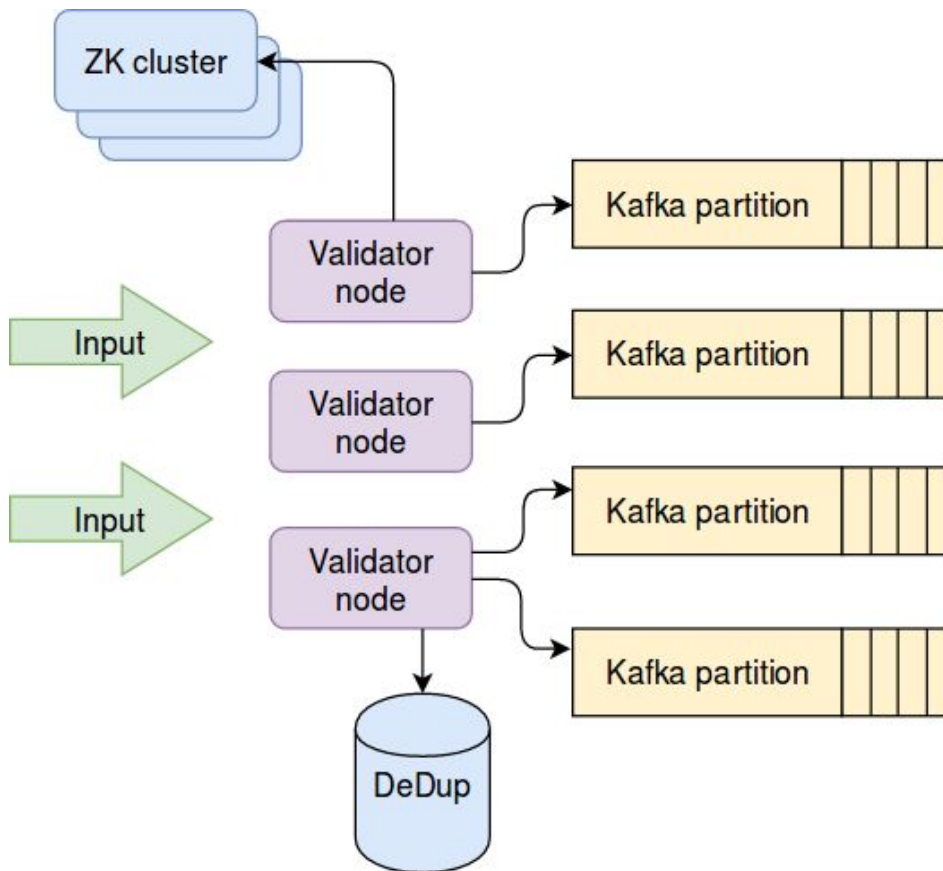 ZK cluster
Kafka partition
Validator
node
Input
Kafka partition
Validator
node
Input
Kafka partition
Validator
node
Kafka partition
DeDup